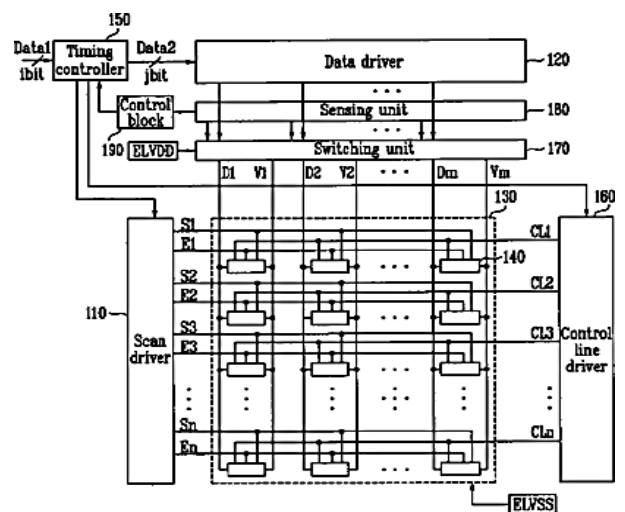 150
Data1
Timing controller
Data2
ibit
jbit
Data driver
120
. . .
Control block
Sensing unit
180
. . .
190
ELVDD
Switching unit
170
D1
V1
D2
V2
. . .
Dm
Vm
130
160
S1
CL1
E1
140
S2
CL2
110
E2
Scan driver
S3
CL3
E3
Control line driver
Sn
CLn
En
ELVSS